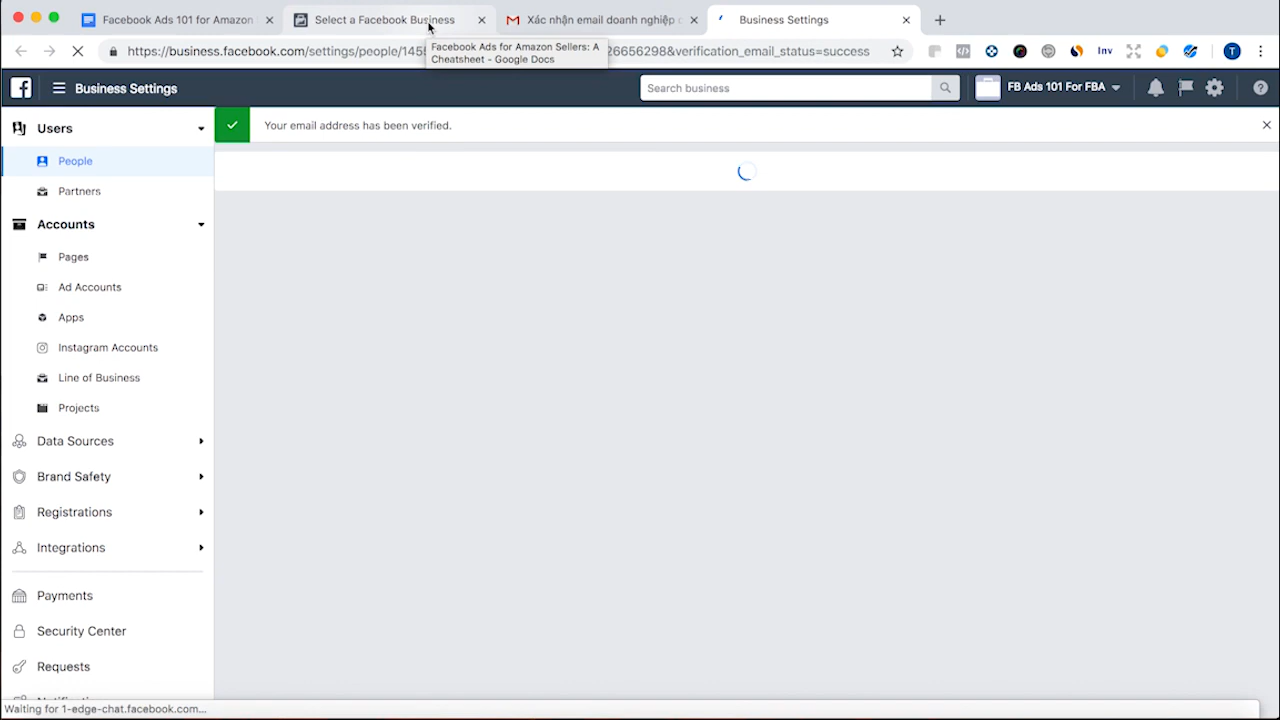 Facebook Ads 101 for Amazon
Select a Facebook Business
Xác nhận email doanh nghiệp c
Business Settings
https://business.facebook.com/settings/people/145
26656298&verification_email_status=success
Inv
T
Facebook Ads for Amazon Sellers: A
Cheatsheet - Google Docs
Business Settings
Search business
FB Ads 101 For FBA
Users
Your email address has been verified.
People
Partners
Accounts
Pages
Ad Accounts
Apps
Instagram Accounts
Line of Business
Projects
Data Sources
Brand Safety
Registrations
Integrations
Payments
Security Center
Requests
Waiting for 1-edge-chat.facebook.com...